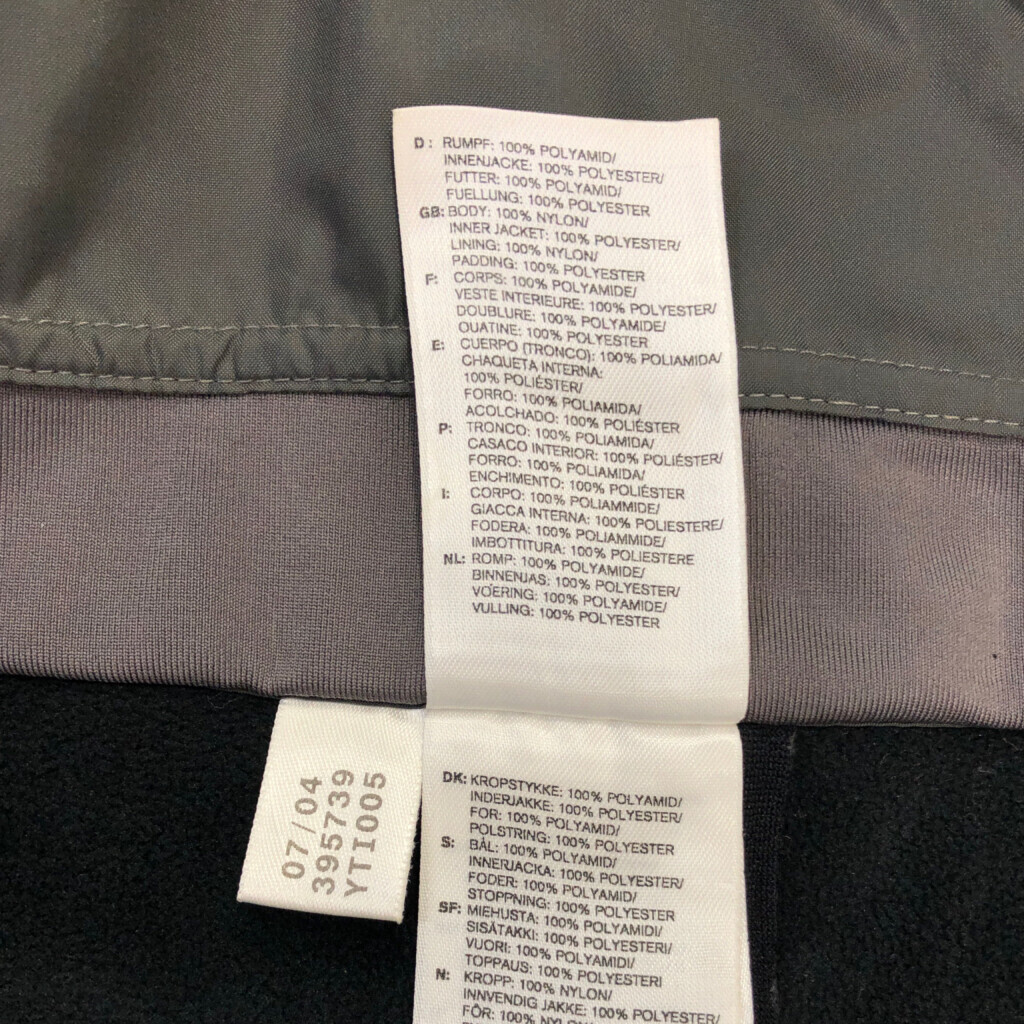 D: RUMPF: 100% POLYAMID/
INNENJACKE: 100% POLYESTER/
FUTTER: 100% POLYAMID/
FUELLUNG: 100% POLYESTER
GB: BODY: 100% NYLON/
INNER JACKET: 100% POLYESTER/
LINING: 100% NYLON/
PADDING: 100% POLYESTER
F: CORPS: 100% POLYAMIDE/
VESTE INTERIEURE: 100% POLYESTER/
DOUBLURE: 100% POLYAMIDE/
OUATINE: 100% POLYESTER
E: CUERPO (TRONCO): 100% POLIAMIDA/
CHAQUETA INTERNA:
100% POLIÉSTER/
FORRO: 100% POLIAMIDA/
ACOLCHADO: 100% POLIÉSTER
P: TRONCO: 100% POLIAMIDA/
CASACO INTERIOR: 100% POLIÉSTER/
FORRO: 100% POLIAMIDA/
ENCHIMENTO: 100% POLIÉSTER
I: CORPO: 100% POLIAMMIDE/
GIACCA INTERNA: 100% POLIESTERE/
FODERA: 100% POLIAMMIDE/
IMBOTTITURA: 100% POLIESTERE
NL: ROMP: 100% POLYAMIDE/
BINNENJAS: 100% POLYESTER/
VOERING: 100% POLYAMIDE/
VULLING: 100% POLYESTER
DK: KROPSTYKKE: 100% POLYAMID/
INDERJAKKE: 100% POLYESTER/
FOR: 100% POLYAMID/
POLSTRING: 100% POLYESTER
S: BÅL: 100% POLYAMID/
INNERJACKA: 100% POLYESTER/
FODER: 100% POLYAMID/
STOPPNING: 100% POLYESTER
SF: MIEHUSTA: 100% POLYAMIDI/
SISÄTAKKI: 100% POLYESTERI/
VUORI: 100% POLYAMIDI/
TOPPAUS: 100% POLYESTERI
N: KROPP: 100% NYLON/
INNVENDIG JAKKE: 100% POLYESTER/
FÔR: 100% NYLON/
07/04
395739
YTI005